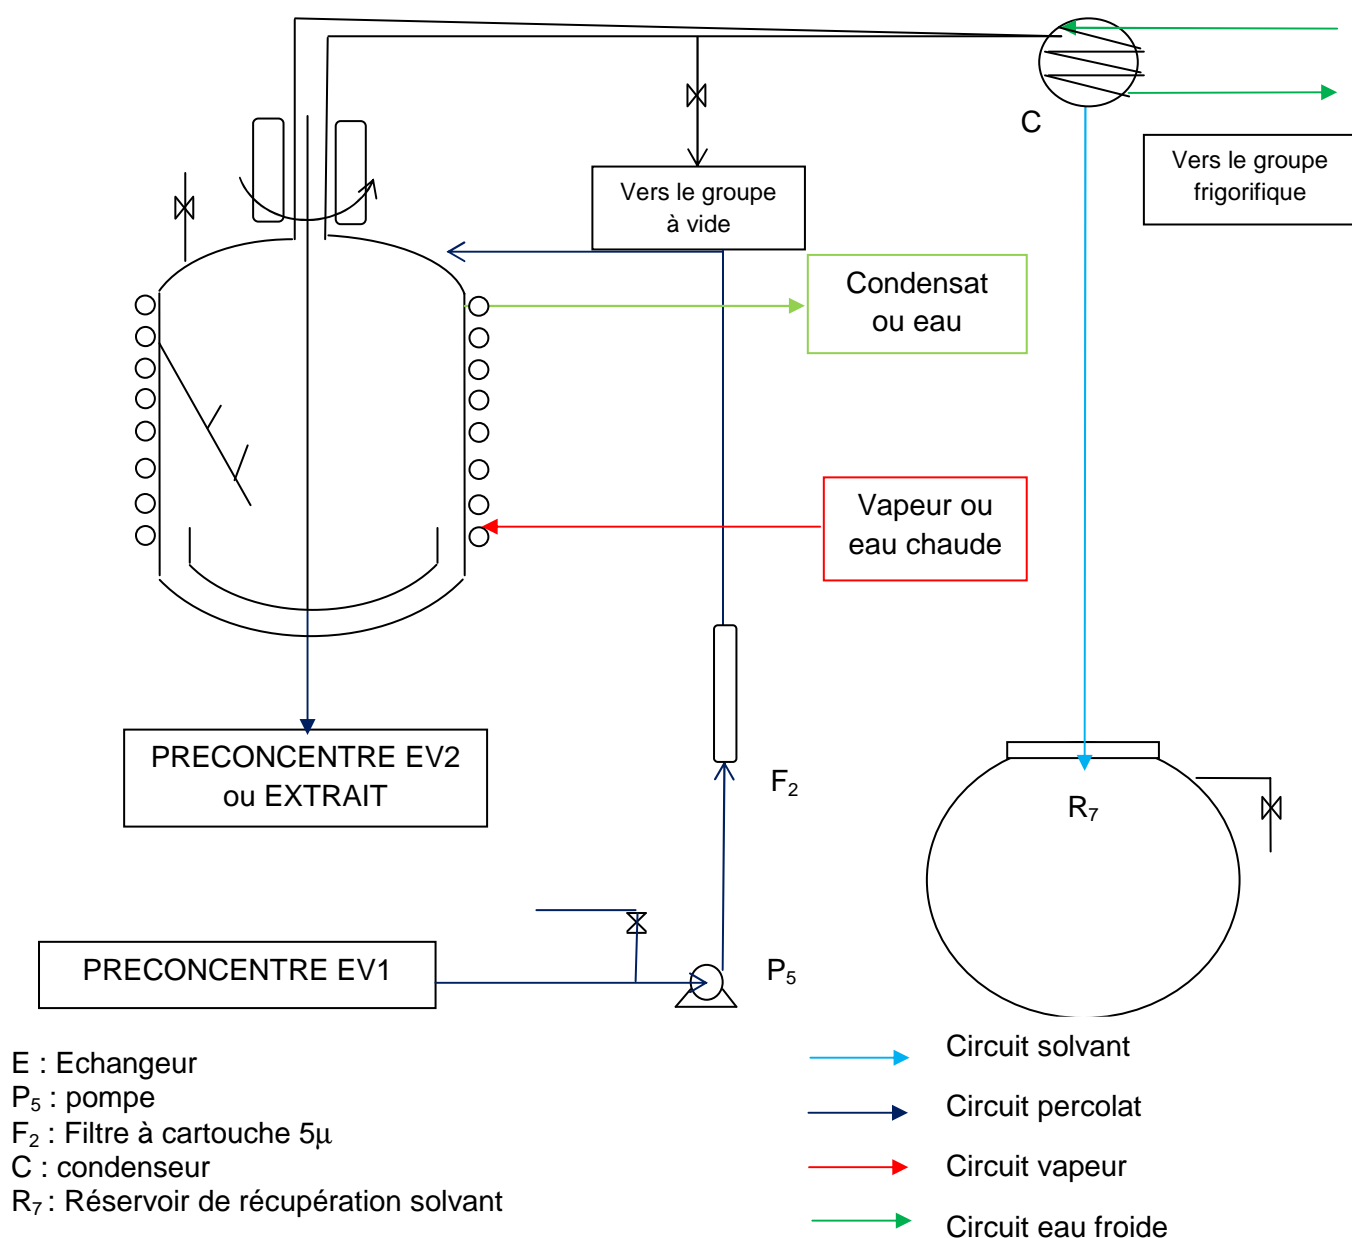 C
Vers le groupe
frigorifique
Vers le groupe
à vide
Condensat
ou eau
Vapeur ou
eau chaude
PRECONCENTRE EV2
ou EXTRAIT
F₂
R₇
PRECONCENTRE EV1
P₅
E : Echangeur
P₅ : pompe
F₂ : Filtre à cartouche 5µ
C : condenseur
R₇ : Réservoir de récupération solvant
Circuit solvant
Circuit percolat
Circuit vapeur
Circuit eau froide